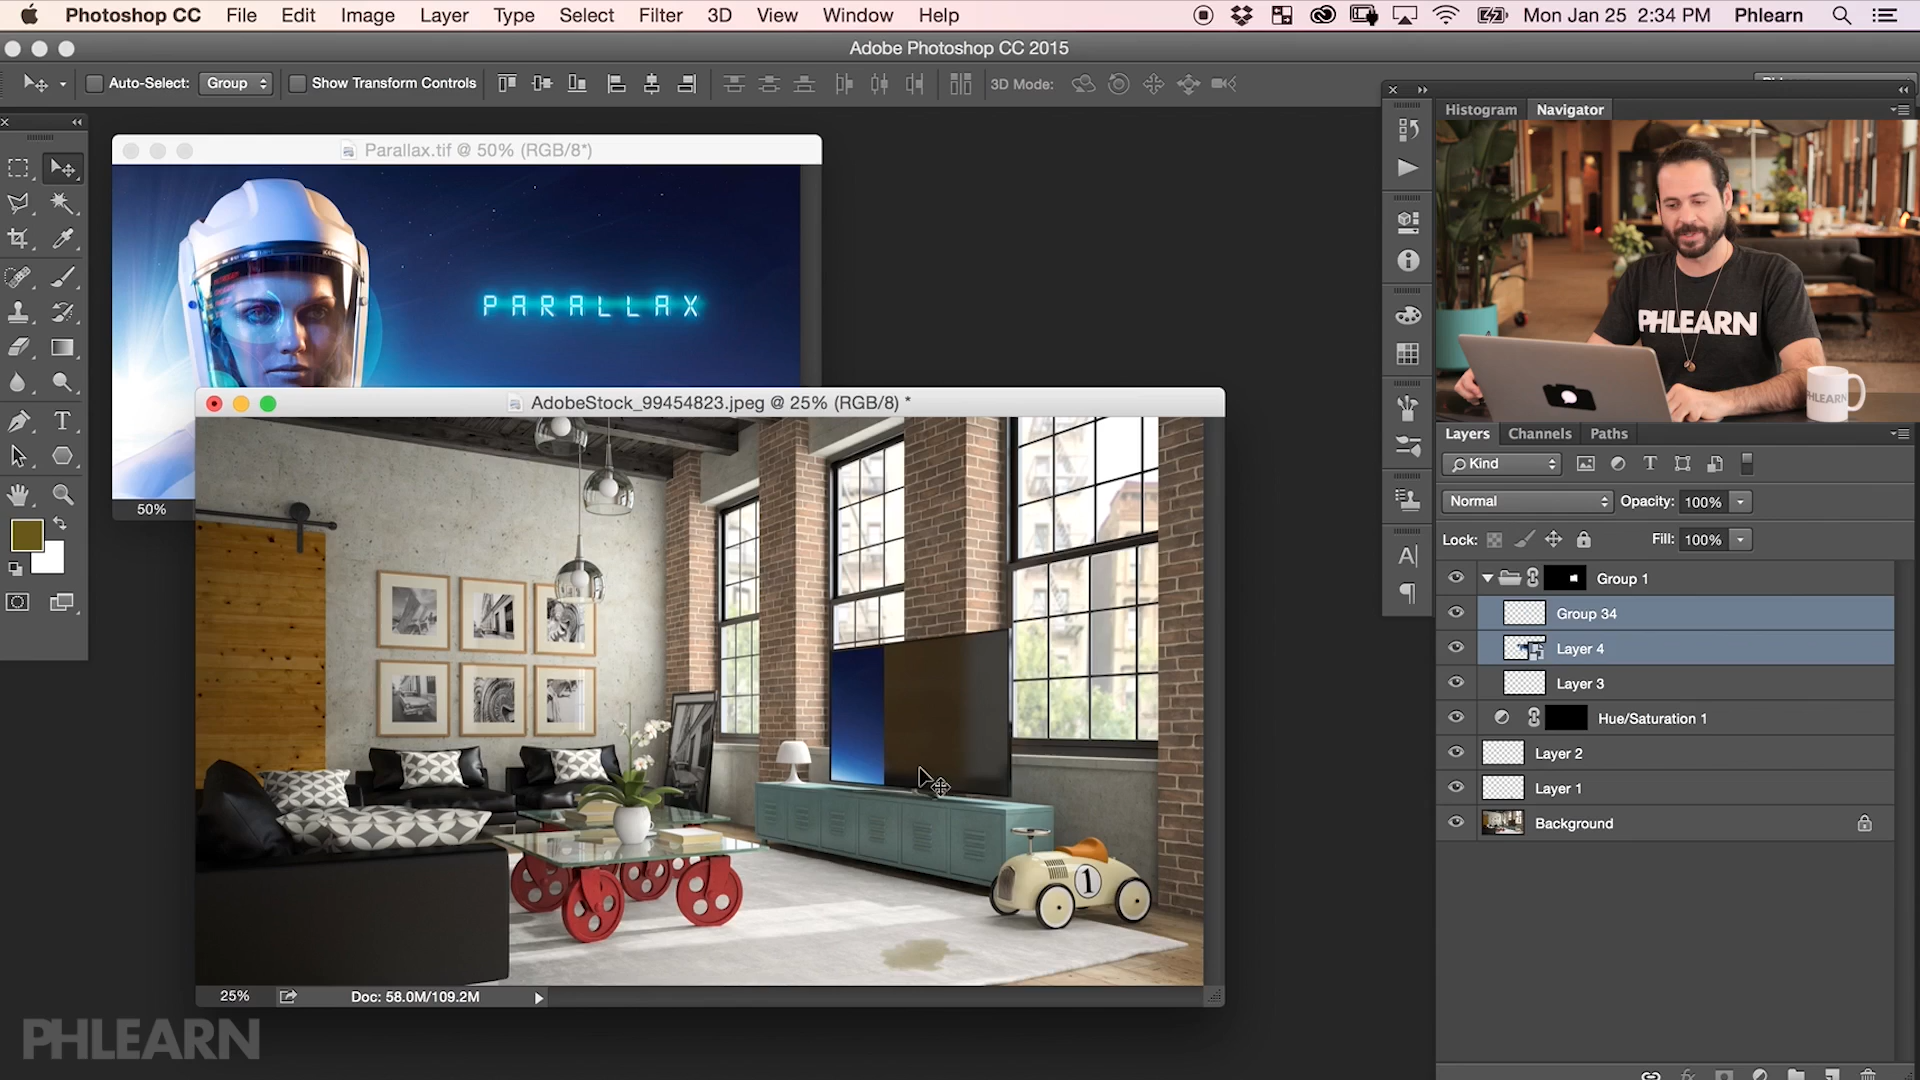 Photoshop CC File Edit Image Layer Type Select Filter 3D View Window Help Mon Jan 25 2:34 PM Phlearn
Adobe Photoshop CC 2015
Auto-Select: Group Show Transform Controls 3D Mode:
Histogram Navigator
Parallax.tif @ 50% (RGB/8*)
PARALLAX
PHLEARN
PHLEARN
50%
AdobeStock_99454823.jpeg @ 25% (RGB/8) *
1
25% Doc: 58.0M/109.2M
Layers Channels Paths
Kind
Normal Opacity: 100%
Lock: Fill: 100%
Group 1
Group 34
Layer 4
Layer 3
Hue/Saturation 1
Layer 2
Layer 1
Background
PHLEARN